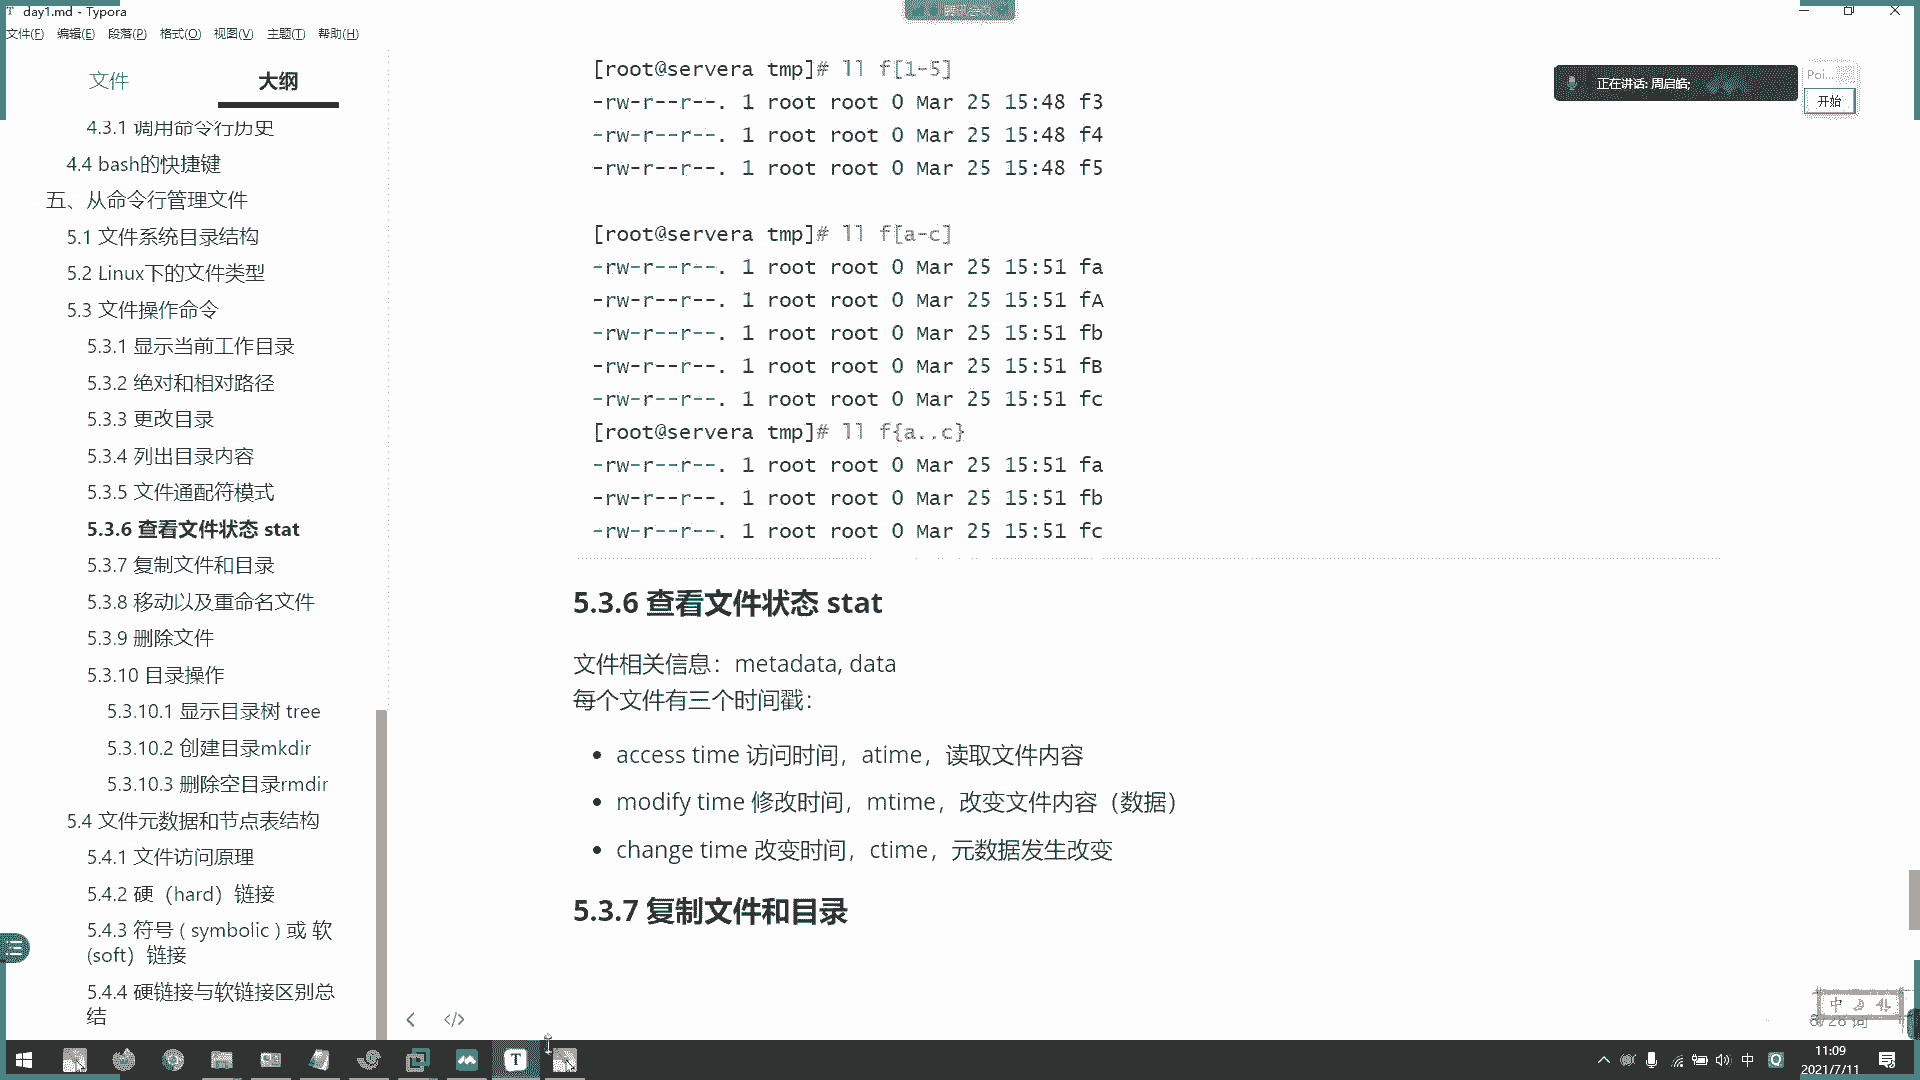 day1.md - Typora
腾讯会议
文件(F) 编辑(E) 段落(P) 格式(O) 视图(V) 主题(T) 帮助(H)
文件 大纲
4.3.1 调用命令行历史
4.4 bash的快捷键
五、从命令行管理文件
5.1 文件系统目录结构
5.2 Linux下的文件类型
5.3 文件操作命令
5.3.1 显示当前工作目录
5.3.2 绝对和相对路径
5.3.3 更改目录
5.3.4 列出目录内容
5.3.5 文件通配符模式
5.3.6 查看文件状态 stat
5.3.7 复制文件和目录
5.3.8 移动以及重命名文件
5.3.9 删除文件
5.3.10 目录操作
5.3.10.1 显示目录树 tree
5.3.10.2 创建目录mkdir
5.3.10.3 删除空目录rmdir
5.4 文件元数据和节点表结构
5.4.1 文件访问原理
5.4.2 硬（hard）链接
5.4.3 符号 ( symbolic ) 或 软
(soft）链接
5.4.4 硬链接与软链接区别总
结
[root@servera tmp]# ll f[1-5]
-rw-r--r--. 1 root root 0 Mar 25 15:48 f3
-rw-r--r--. 1 root root 0 Mar 25 15:48 f4
-rw-r--r--. 1 root root 0 Mar 25 15:48 f5
[root@servera tmp]# ll f[a-c]
-rw-r--r--. 1 root root 0 Mar 25 15:51 fa
-rw-r--r--. 1 root root 0 Mar 25 15:51 fA
-rw-r--r--. 1 root root 0 Mar 25 15:51 fb
-rw-r--r--. 1 root root 0 Mar 25 15:51 fB
-rw-r--r--. 1 root root 0 Mar 25 15:51 fc
[root@servera tmp]# ll f{a..c}
-rw-r--r--. 1 root root 0 Mar 25 15:51 fa
-rw-r--r--. 1 root root 0 Mar 25 15:51 fb
-rw-r--r--. 1 root root 0 Mar 25 15:51 fc
5.3.6 查看文件状态 stat
文件相关信息：metadata, data
每个文件有三个时间戳：
access time 访问时间，atime，读取文件内容
modify time 修改时间，mtime，改变文件内容（数据）
change time 改变时间，ctime，元数据发生改变
5.3.7 复制文件和目录
正在讲话: 周启皓;
Poi...
开始
中
中
11:09
2021/7/11